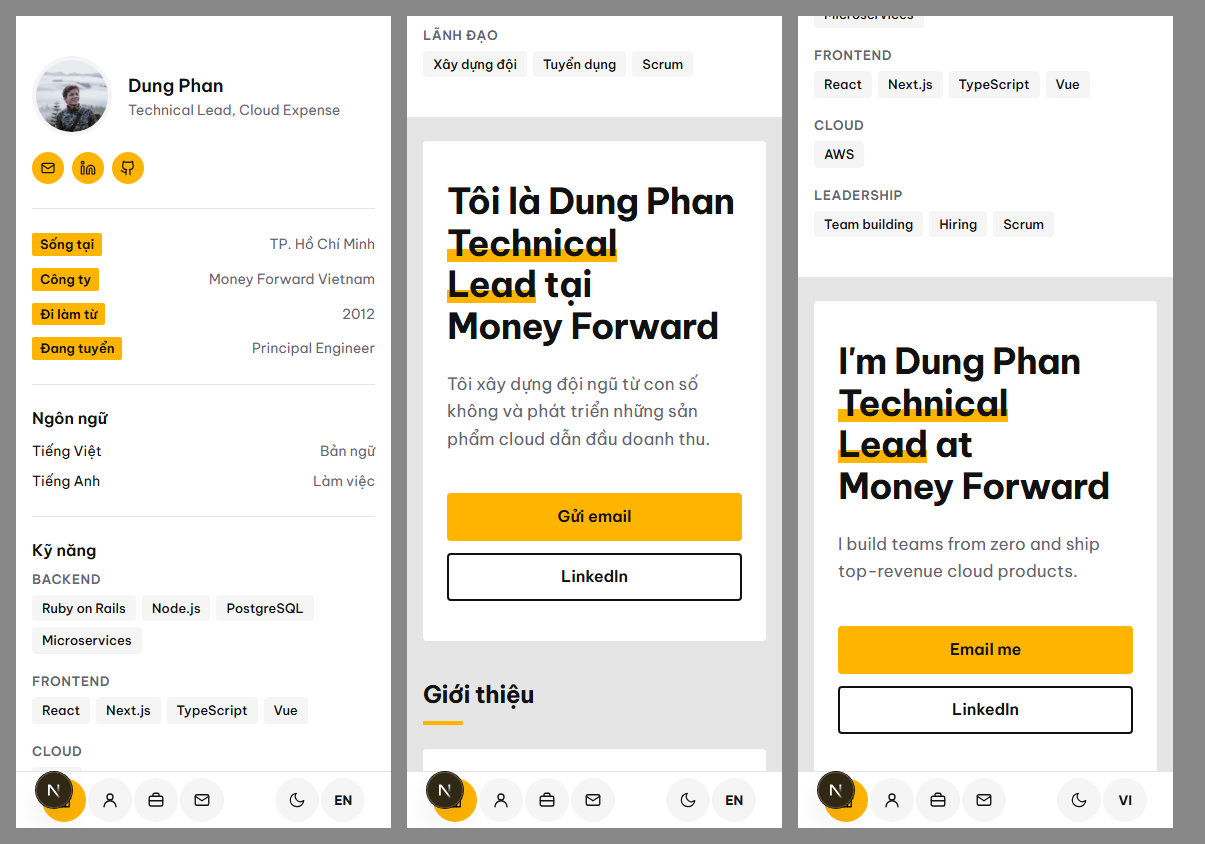 Dung Phan
Technical Lead, Cloud Expense
Sống tại TP. Hồ Chí Minh
Công ty Money Forward Vietnam
Đi làm từ 2012
Đang tuyển Principal Engineer
Ngôn ngữ
Tiếng Việt Bản ngữ
Tiếng Anh Làm việc
Kỹ năng
BACKEND
Ruby on Rails Node.js PostgreSQL
Microservices
FRONTEND
React Next.js TypeScript Vue
CLOUD
N EN
LÃNH ĐẠO
Xây dựng đội Tuyển dụng Scrum
Tôi là Dung Phan
Technical
Lead tại
Money Forward
Tôi xây dựng đội ngũ từ con số
không và phát triển những sản
phẩm cloud dẫn đầu doanh thu.
Gửi email
LinkedIn
Giới thiệu
N EN
Microservices
FRONTEND
React Next.js TypeScript Vue
CLOUD
AWS
LEADERSHIP
Team building Hiring Scrum
I'm Dung Phan
Technical
Lead at
Money Forward
I build teams from zero and ship
top-revenue cloud products.
Email me
LinkedIn
N VI